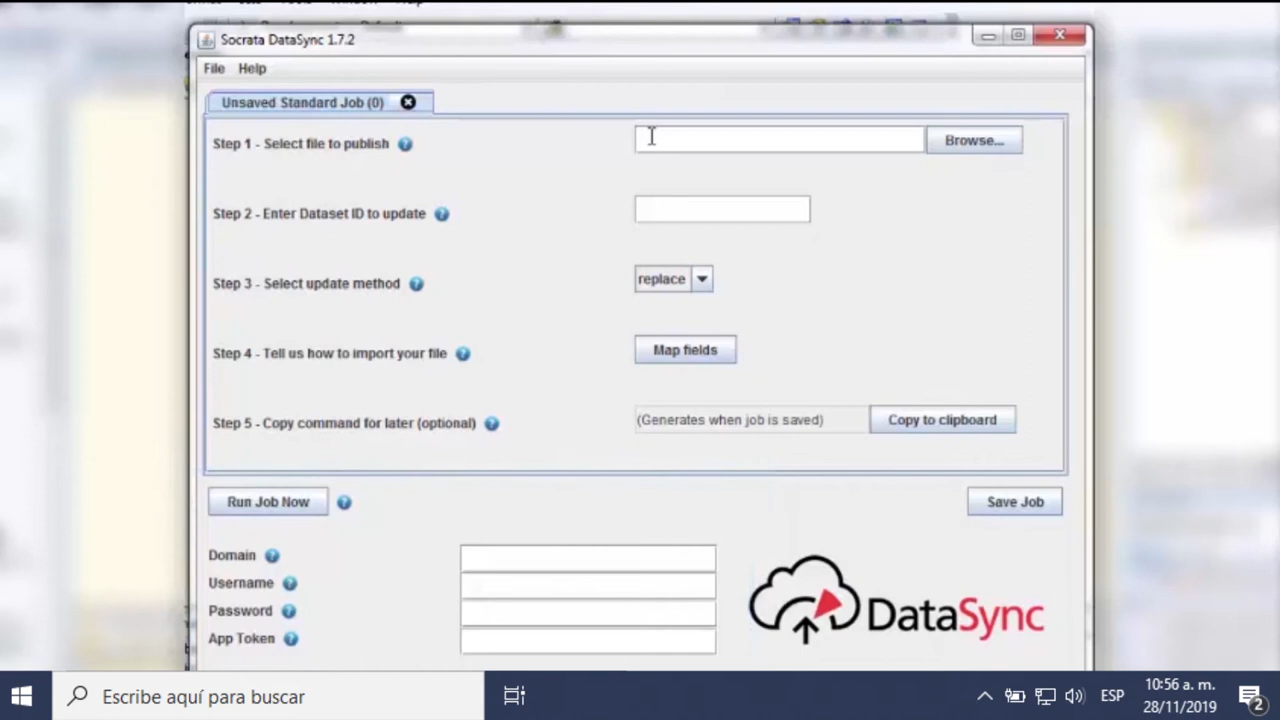 Socrata DataSync 1.7.2
File Help
Unsaved Standard Job (0)
Step 1 - Select file to publish
Browse...
Step 2 - Enter Dataset ID to update
Step 3 - Select update method
replace
Step 4 - Tell us how to import your file
Map fields
Step 5 - Copy command for later (optional)
(Generates when job is saved)
Copy to clipboard
Run Job Now
Save Job
Domain
Username
Password
App Token
DataSync
Escribe aquí para buscar
ESP
10:56 a. m.
28/11/2019
2